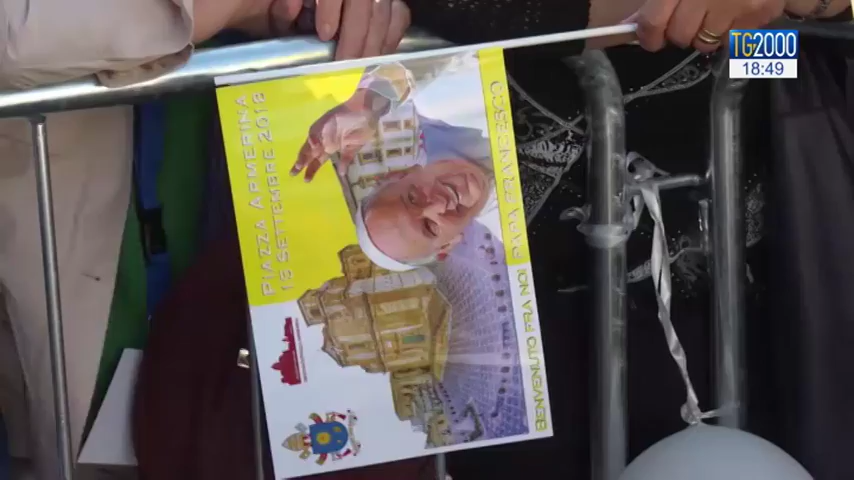 TG2000
18:49
PIAZZA ARMERINA
15 SETTEMBRE 2018
BENVENUTO FRA NOI PAPA FRANCESCO